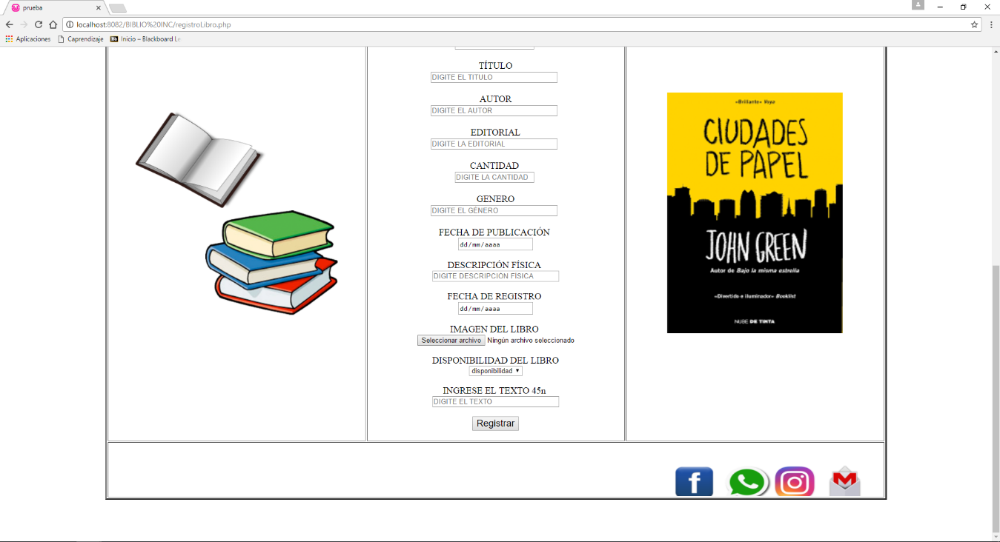 prueba
localhost:8082/BIBLIO%20INC/registroLibro.php
Aplicaciones Caprendizaje Bb Inicio – Blackboard Le
TÍTULO
DIGITE EL TITULO
AUTOR
DIGITE EL AUTOR
EDITORIAL
DIGITE LA EDITORIAL
CANTIDAD
DIGITE LA CANTIDAD
GENERO
DIGITE EL GÉNERO
FECHA DE PUBLICACIÓN
dd/mm/aaaa
DESCRIPCIÓN FÍSICA
DIGITE DESCRIPCION FÍSICA
FECHA DE REGISTRO
dd/mm/aaaa
IMAGEN DEL LIBRO
Seleccionar archivo Ningún archivo seleccionado
DISPONIBILIDAD DEL LIBRO
disponibilidad
INGRESE EL TEXTO 45n
DIGITE EL TEXTO
Registrar
«Brillante» Voya
CIUDADES
DE PAPEL
JOHN GREEN
Autor de Bajo la misma estrella
«Divertido e iluminador» Booklist
NUBE DE TINTA
f